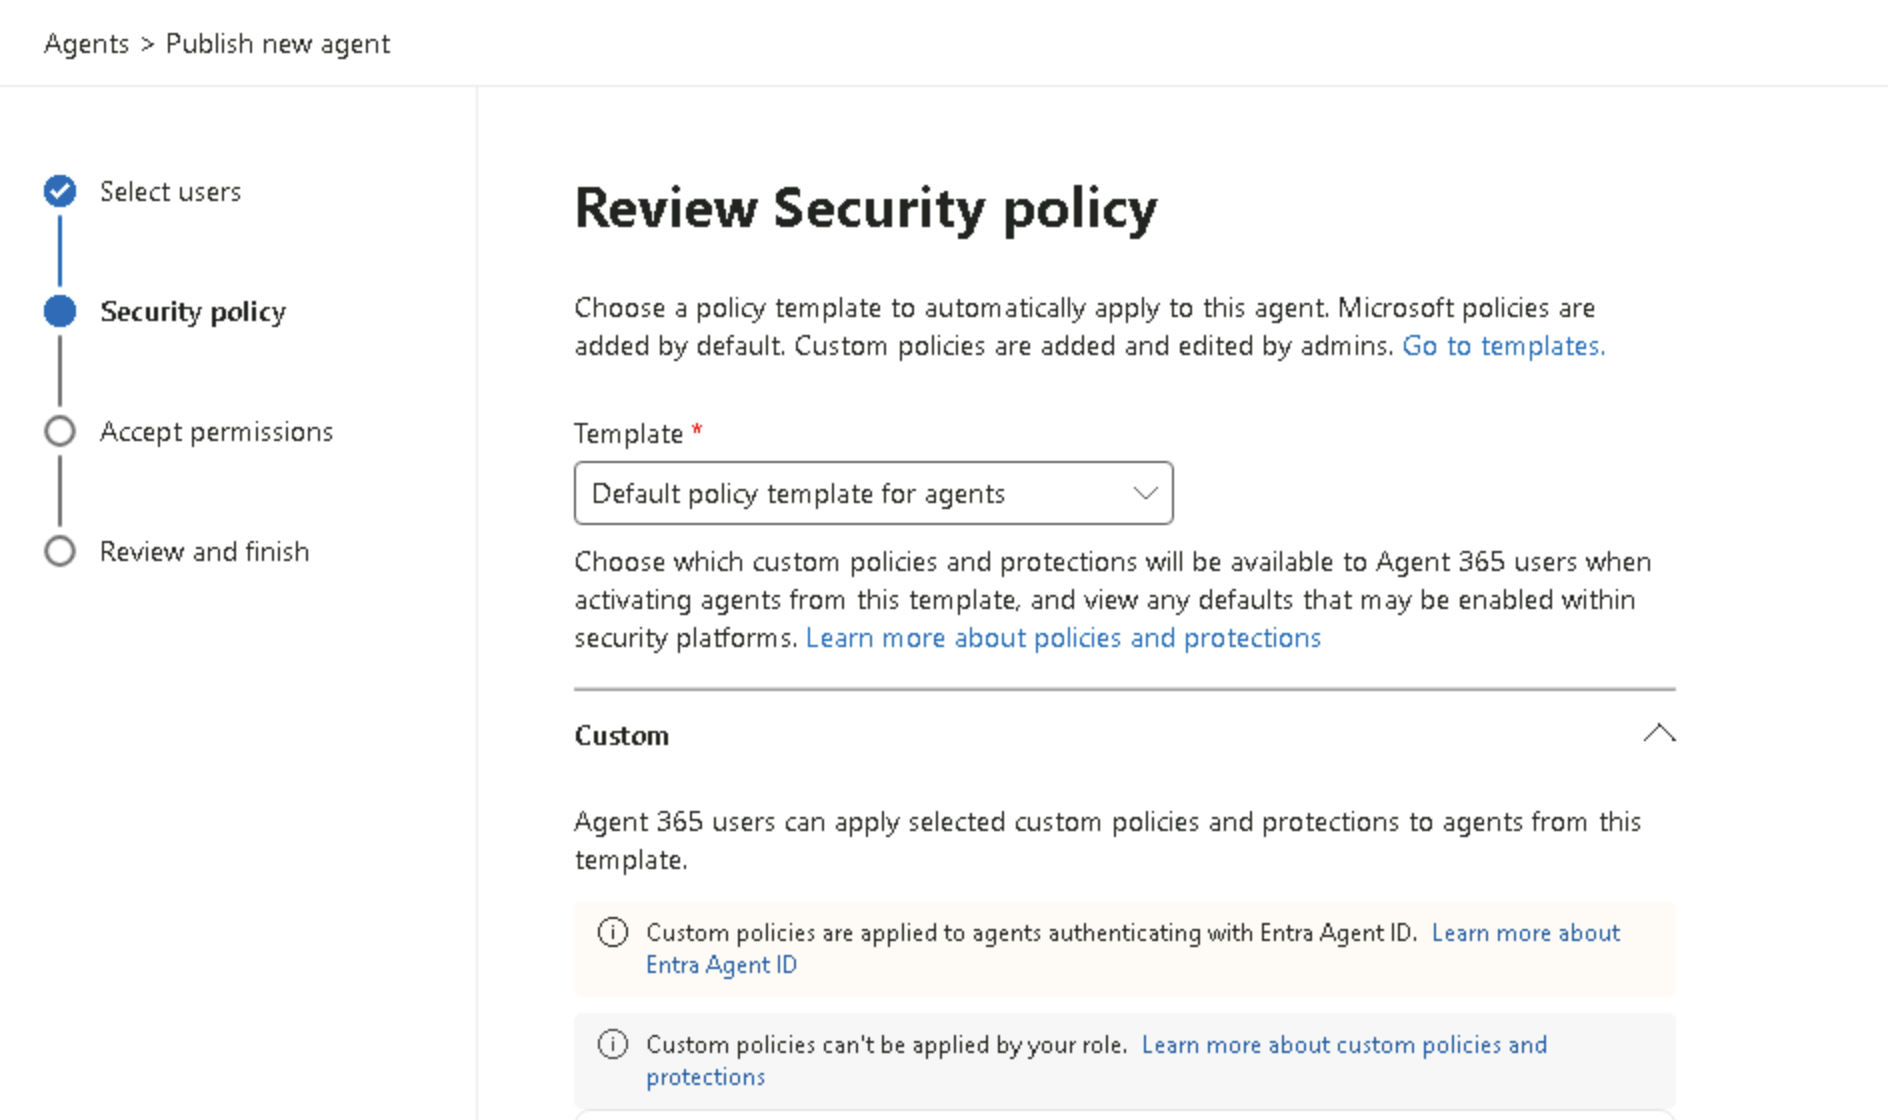 Agents > Publish new agent
Select users
Security policy
Accept permissions
Review and finish
Review Security policy
Choose a policy template to automatically apply to this agent. Microsoft policies are
added by default. Custom policies are added and edited by admins. Go to templates.
Template *
Default policy template for agents
Choose which custom policies and protections will be available to Agent 365 users when
activating agents from this template, and view any defaults that may be enabled within
security platforms. Learn more about policies and protections
Custom
Agent 365 users can apply selected custom policies and protections to agents from this
template.
Custom policies are applied to agents authenticating with Entra Agent ID. Learn more about
Entra Agent ID
Custom policies can't be applied by your role. Learn more about custom policies and
protections